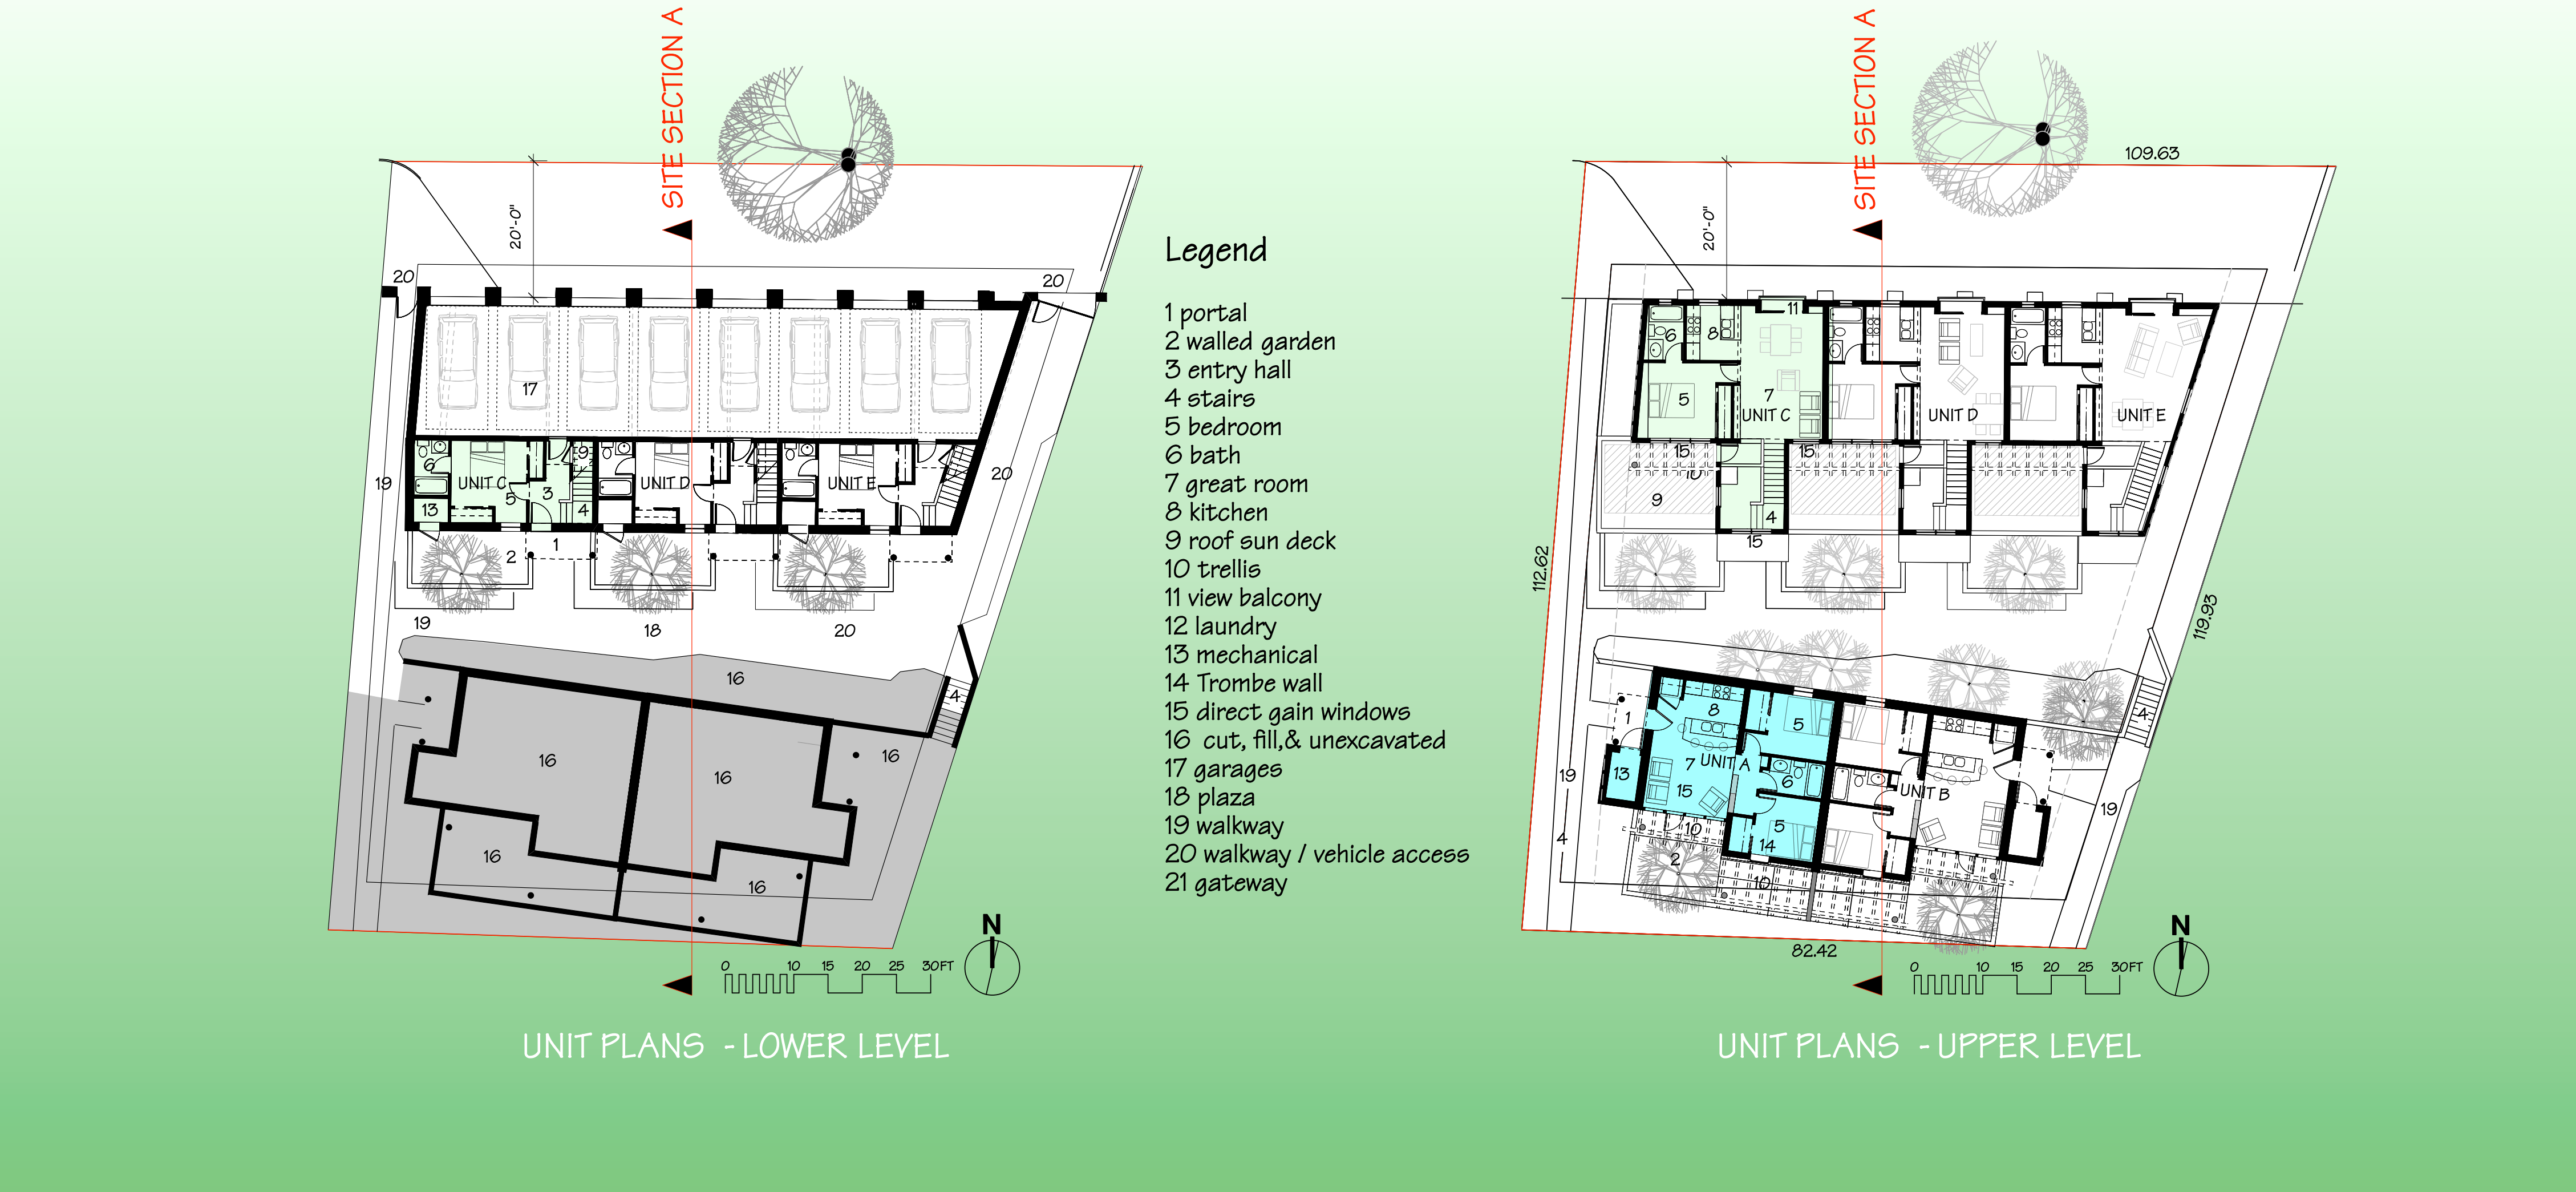 SITE SECTION A
20'-0"
20
20
17
6
UNIT C
5
3
9
4
13
UNIT D
UNIT E
19
20
2
1
19
18
20
16
4
16
16
16
16
16
N
0 10 15 20 25 30FT
UNIT PLANS - LOWER LEVEL
Legend
1 portal
2 walled garden
3 entry hall
4 stairs
5 bedroom
6 bath
7 great room
8 kitchen
9 roof sun deck
10 trellis
11 view balcony
12 laundry
13 mechanical
14 Trombe wall
15 direct gain windows
16 cut, fill,& unexcavated
17 garages
18 plaza
19 walkway
20 walkway / vehicle access
21 gateway
SITE SECTION A
109.63
20'-0"
11
6
8
5
7
UNIT C
UNIT D
UNIT E
15
15
10
9
4
15
112.62
119.93
1
8
5
4
7
UNIT A
6
13
15
UNIT B
19
19
10
5
4
14
2
10
82.42
N
0 10 15 20 25 30FT
UNIT PLANS - UPPER LEVEL